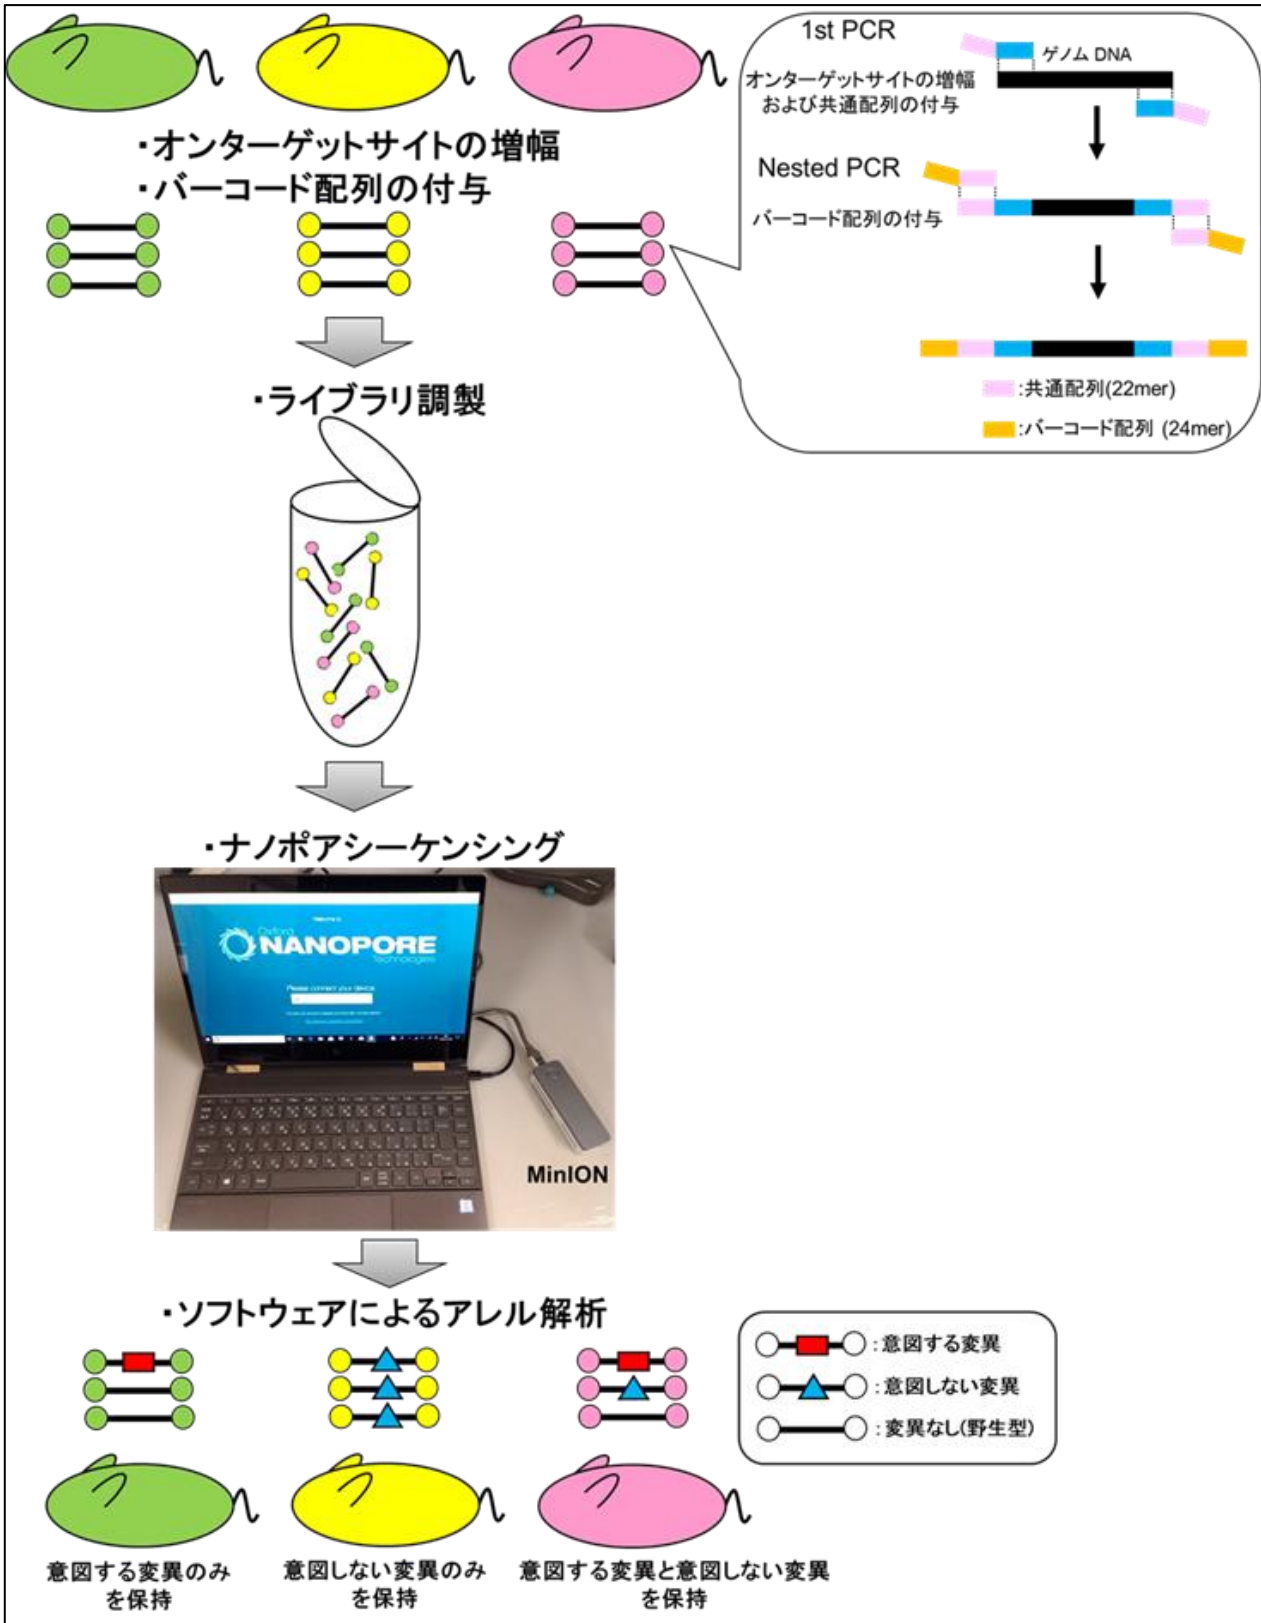 ・オンターゲットサイトの増幅
・バーコード配列の付与
1st PCR
ゲノム DNA
オンターゲットサイトの増幅
および共通配列の付与
Nested PCR
バーコード配列の付与
:共通配列(22mer)
:バーコード配列 (24mer)
・ライブラリ調製
・ナノポアシーケンシング
Oxford
NANOPORE
Technologies
Please connect your device
MinION
・ソフトウェアによるアレル解析
:意図する変異
:意図しない変異
:変異なし(野生型)
意図する変異のみ
を保持
意図しない変異のみ
を保持
意図する変異と意図しない変異
を保持